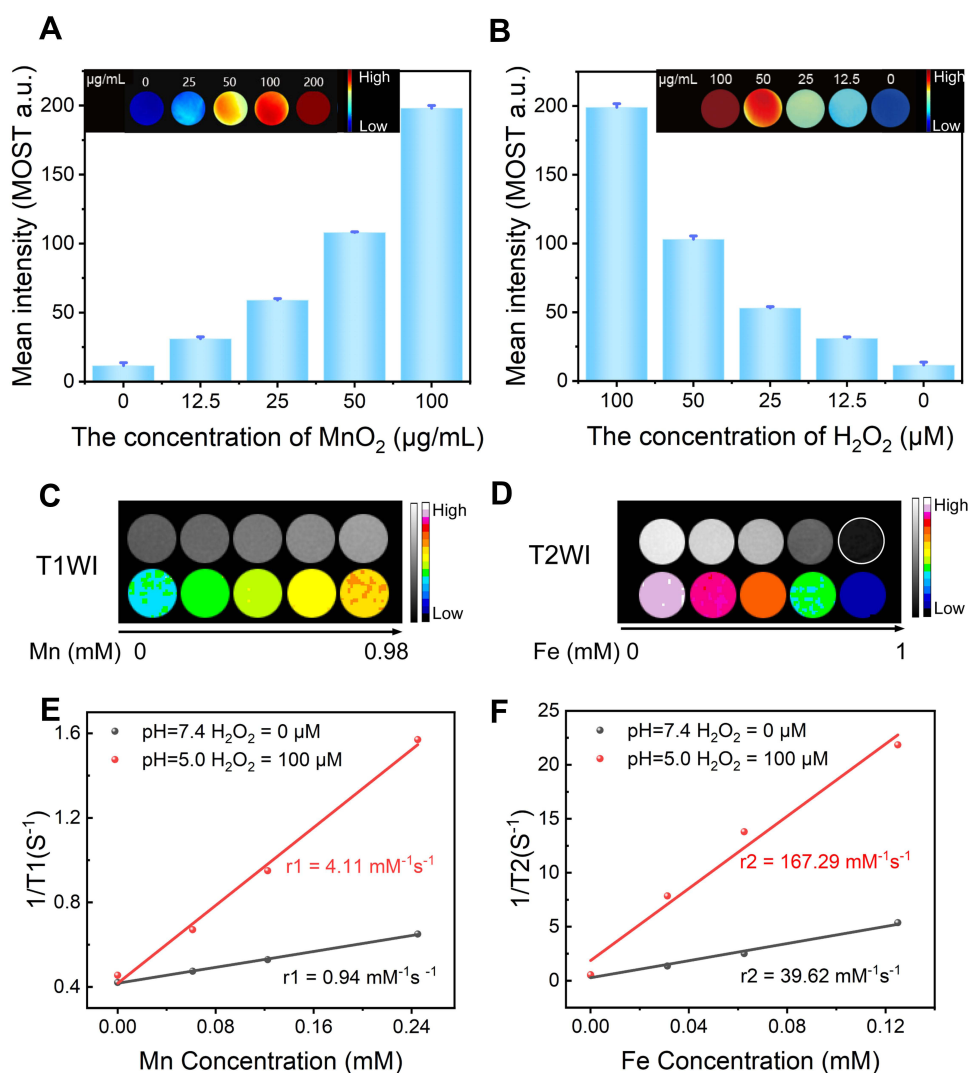 A
Mean intensity (MOST a.u.)
200
150
100
50
0
µg/mL 0 25 50 100 200
High
Low
0 12.5 25 50 100
The concentration of MnO₂ (µg/mL)
B
Mean intensity (MOST a.u.)
200
150
100
50
0
µg/mL 100 50 25 12.5 0
High
Low
100 50 25 12.5 0
The concentration of H₂O₂ (µM)
C
T1WI
High
Low
Mn (mM) 0 0.98
D
T2WI
High
Low
Fe (mM) 0 1
E
1/T1(S⁻¹)
1.6
1.2
0.8
0.4
pH=7.4 H₂O₂ = 0 µM
pH=5.0 H₂O₂ = 100 µM
r1 = 4.11 mM⁻¹s⁻¹
r1 = 0.94 mM⁻¹s⁻¹
0.00 0.08 0.16 0.24
Mn Concentration (mM)
F
1/T2(S⁻¹)
25
20
15
10
5
0
pH=7.4 H₂O₂ = 0 µM
pH=5.0 H₂O₂ = 100 µM
r2 = 167.29 mM⁻¹s⁻¹
r2 = 39.62 mM⁻¹s⁻¹
0.00 0.04 0.08 0.12
Fe Concentration (mM)